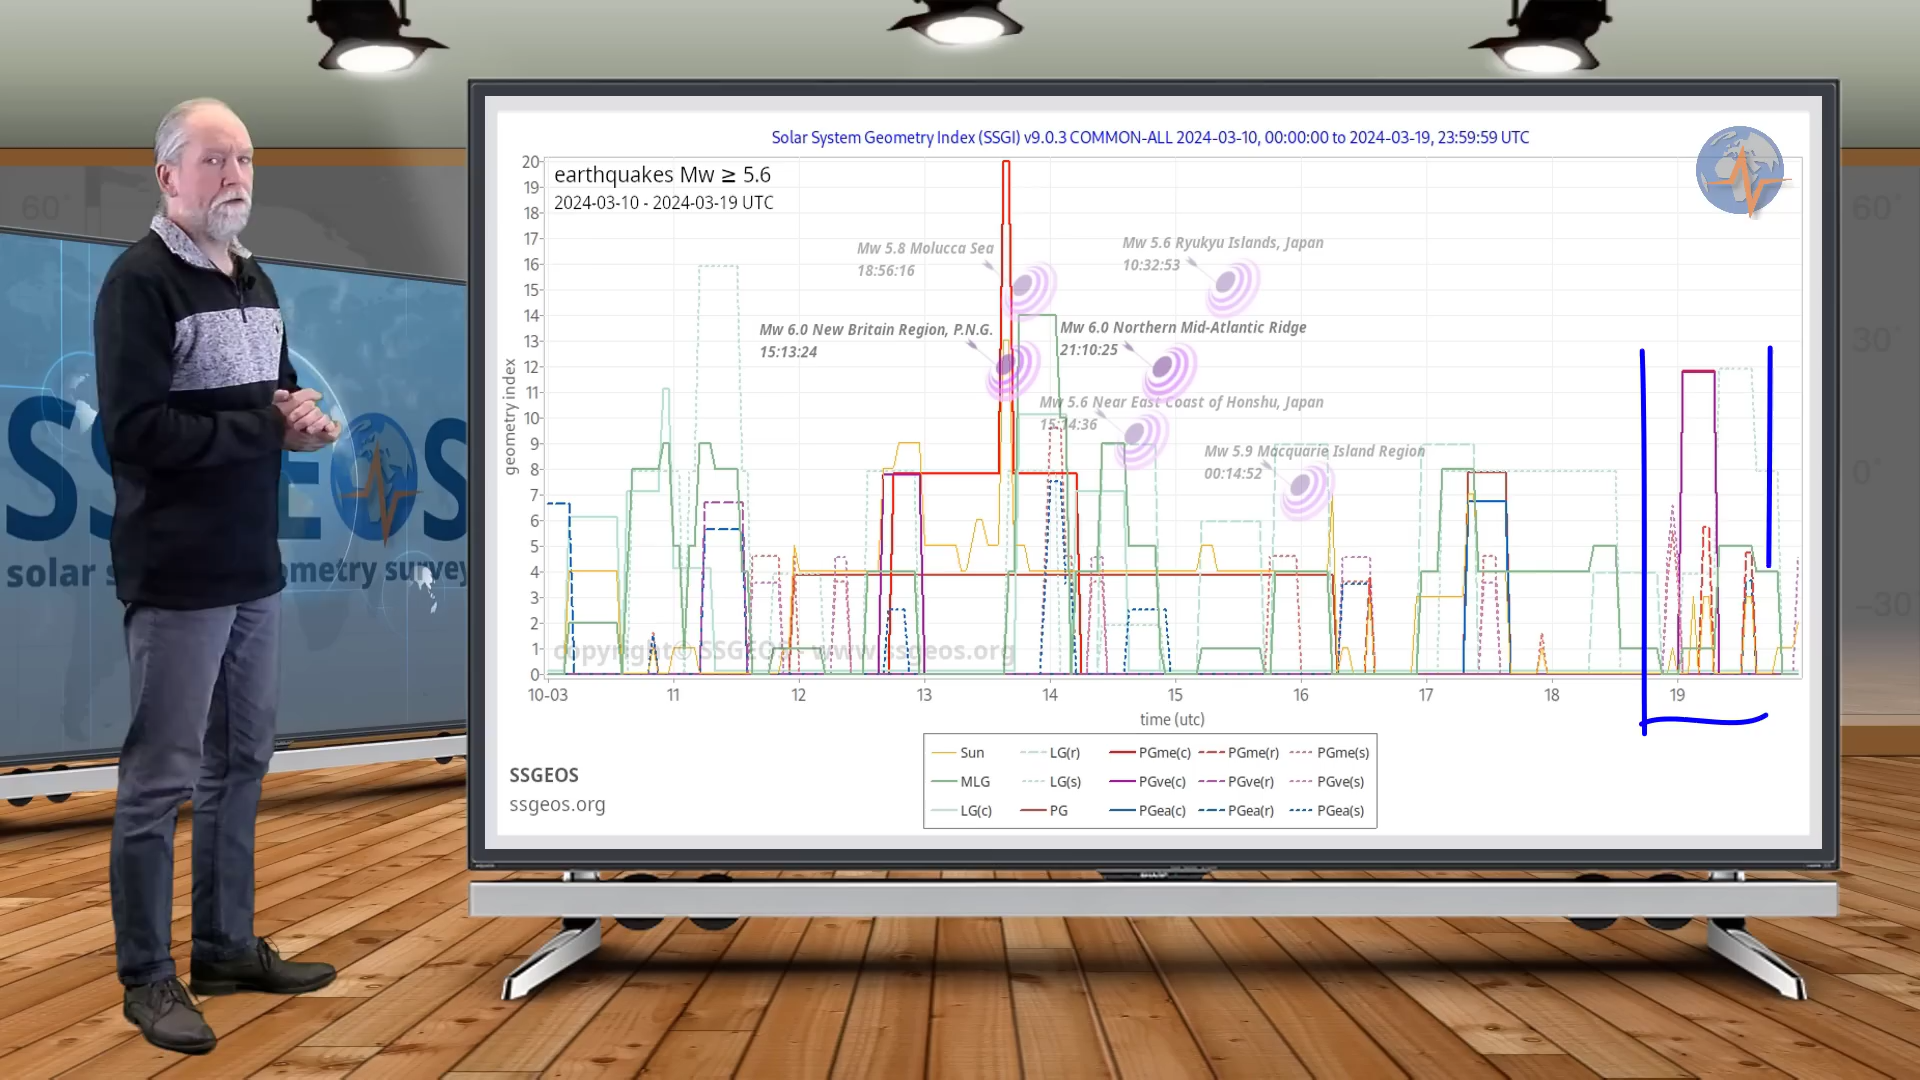 Solar System Geometry Index (SSGI) v9.0.3 COMMON-ALL 2024-03-10, 00:00:00 to 2024-03-19, 23:59:59 UTC
earthquakes Mw ≥ 5.6
2024-03-10 - 2024-03-19 UTC
Mw 5.8 Molucca Sea
18:56:16
Mw 5.6 Ryukyu Islands, Japan
10:32:53
Mw 6.0 New Britain Region, P.N.G.
15:13:24
Mw 6.0 Northern Mid-Atlantic Ridge
21:10:25
Mw 5.6 Near East Coast of Honshu, Japan
15:14:36
Mw 5.9 Macquarie Island Region
00:14:52
geometry index
20
19
18
17
16
15
14
13
12
11
10
9
8
7
6
5
4
3
2
1
0
copyright© SSGEOS - www.ssgeos.org
10-03 11 12 13 14 15 16 17 18 19
time (utc)
Sun LG(r) PGme(c) PGme(r) PGme(s)
MLG LG(s) PGve(c) PGve(r) PGve(s)
LG(c) PG PGea(c) PGea(r) PGea(s)
SSGEOS
ssgeos.org
60°
60°
30°
0°
-30°
SS EOS
solar s ometry survey